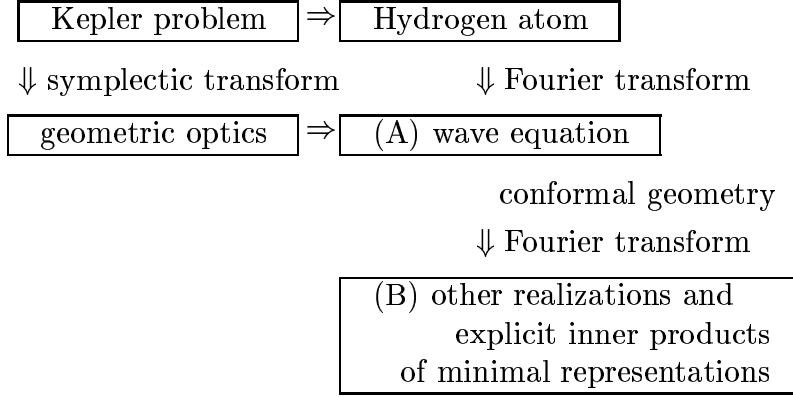 Kepler problem ⇒ Hydrogen atom
⇓ symplectic transform ⇓ Fourier transform
geometric optics ⇒ (A) wave equation
conformal geometry
⇓ Fourier transform
(B) other realizations and
explicit inner products
of minimal representations